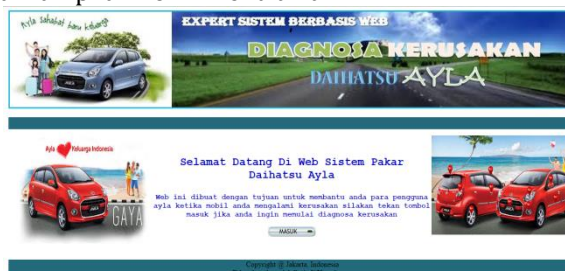 Ayla Sahabat baru keluarga
EXPERT SISTEM BERBASIS WEB
DIAGNOSA KERUSAKAN
DAIHATSU AYLA
Ayla Keluarga Indonesia
GAYA
Selamat Datang Di Web Sistem Pakar
Daihatsu Ayla
Web ini dibuat dengan tujuan untuk membantu anda para pengguna
ayla ketika mobil anda mengalami kerusakan silakan tekan tombol
masuk jika anda ingin memulai diagnosa kerusakan
MASUK
Copyright @ Jakarta, Indonesia